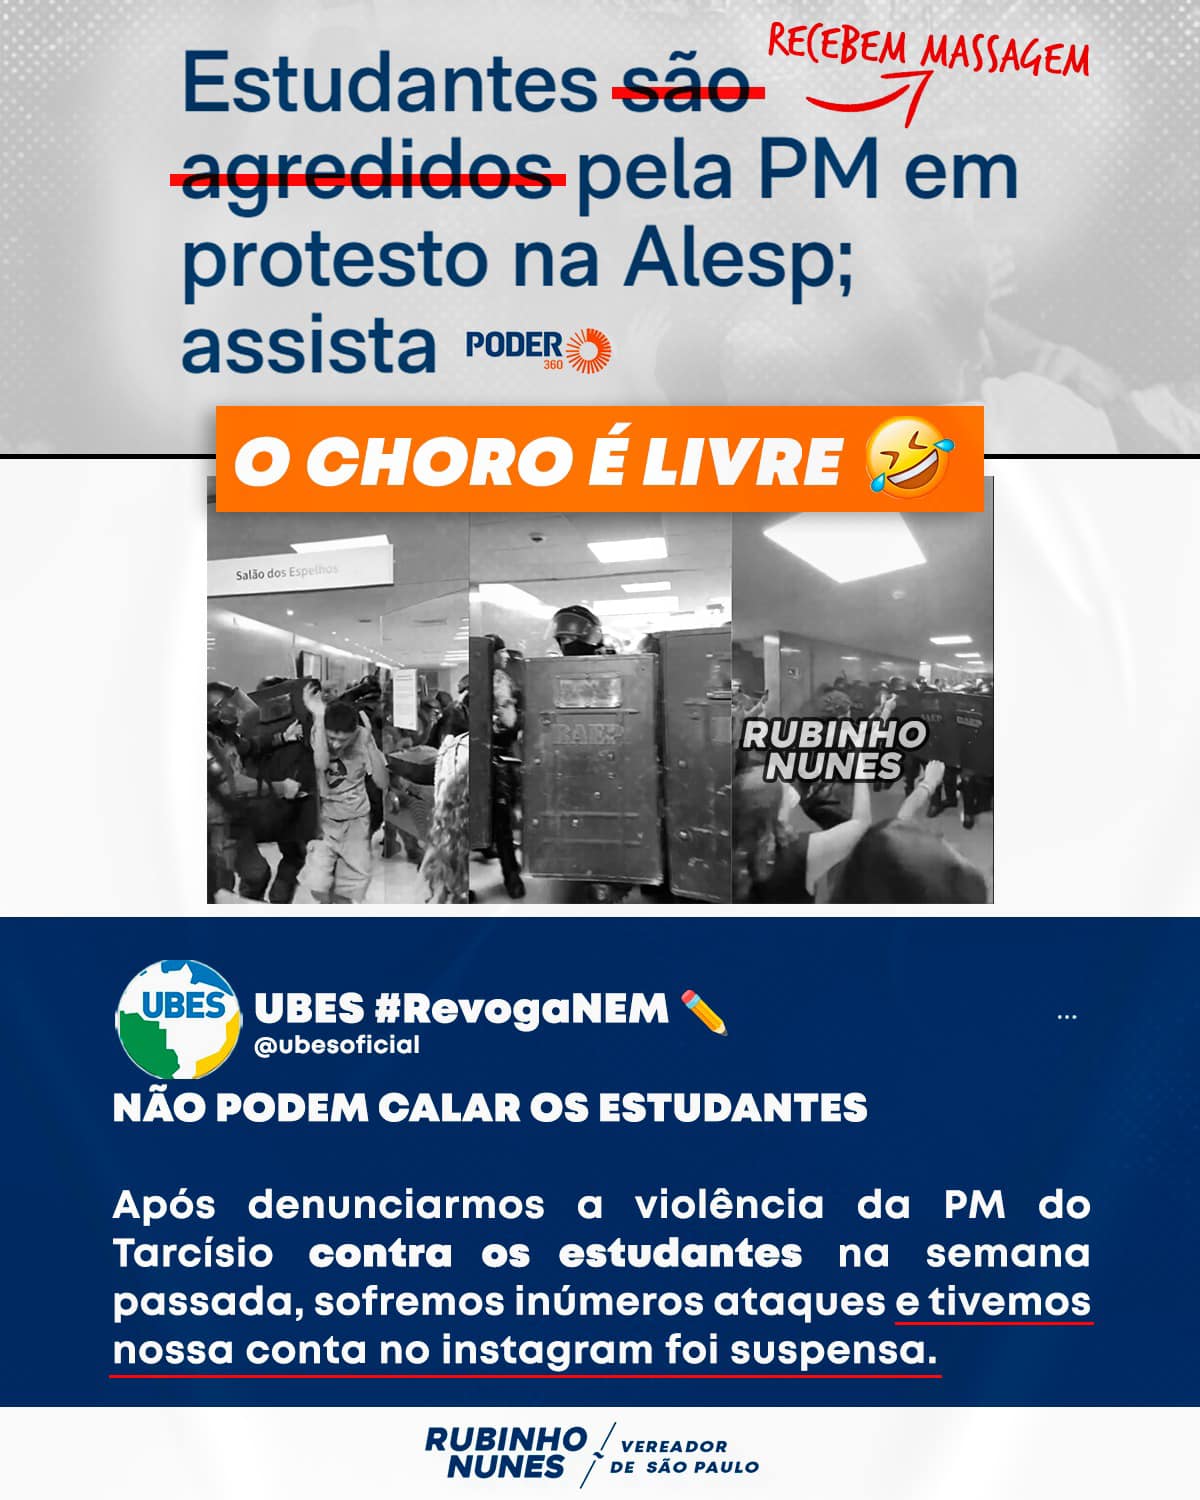 RECEBEM MASSAGEM
Estudantes são
agredidos pela PM em
protesto na Alesp;
assista PODER
360
O CHORO É LIVRE 🤣
Salão dos Espelhos
BAEP
BAEP
RUBINHO
NUNES
UBES
UBES #RevogaNEM ✏️
@ubesoficial
...
NÃO PODEM CALAR OS ESTUDANTES
Após denunciarmos a violência da PM do
Tarcísio contra os estudantes na semana
passada, sofremos inúmeros ataques e tivemos
nossa conta no instagram foi suspensa.
RUBINHO
NUNES
VEREADOR
DE SÃO PAULO